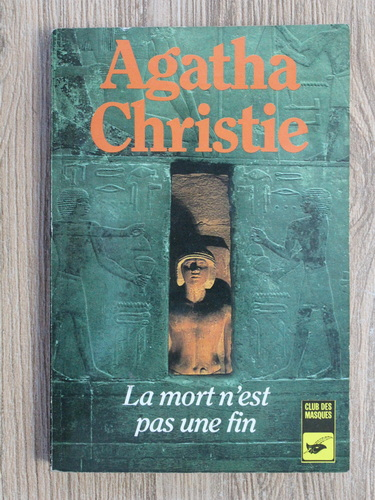 Agatha
Christie
La mort n'est
pas une fin
CLUB DES
MASQUES